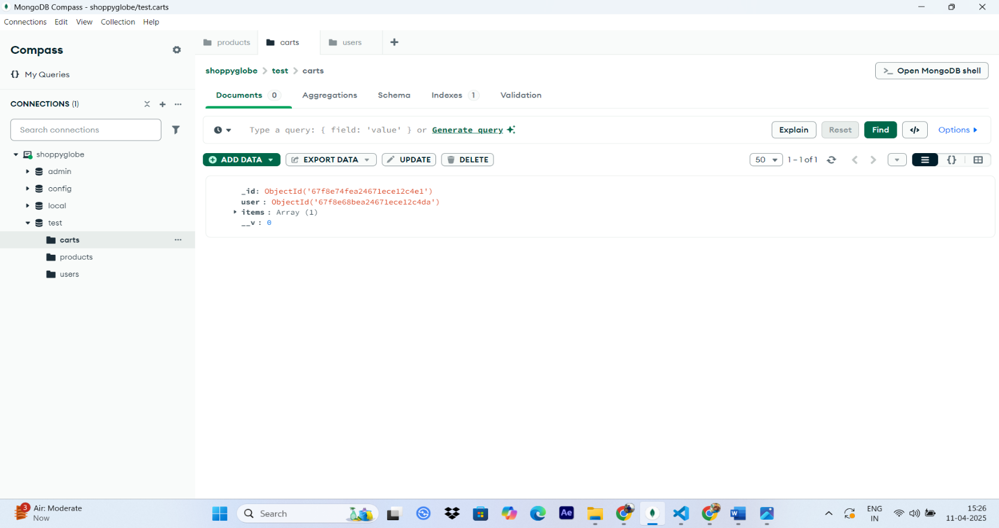 MongoDB Compass - shoppyglobe/test.carts
Connections Edit View Collection Help
Compass
{} My Queries
CONNECTIONS (1)
Search connections
shoppyglobe
admin
config
local
test
carts
products
users
products carts users
shoppyglobe > test > carts
>_ Open MongoDB shell
Documents 0 Aggregations Schema Indexes 1 Validation
Type a query: { field: 'value' } or Generate query
Explain Reset Find </> Options
ADD DATA EXPORT DATA UPDATE DELETE
50 1 – 1 of 1
_id: ObjectId('67f8e74fea24671ece12c4e1')
user : ObjectId('67f8e68bea24671ece12c4da')
items : Array (1)
__v : 0
3
Air: Moderate
Now
Search
Ae
W
ENG
IN
15:26
11-04-2025